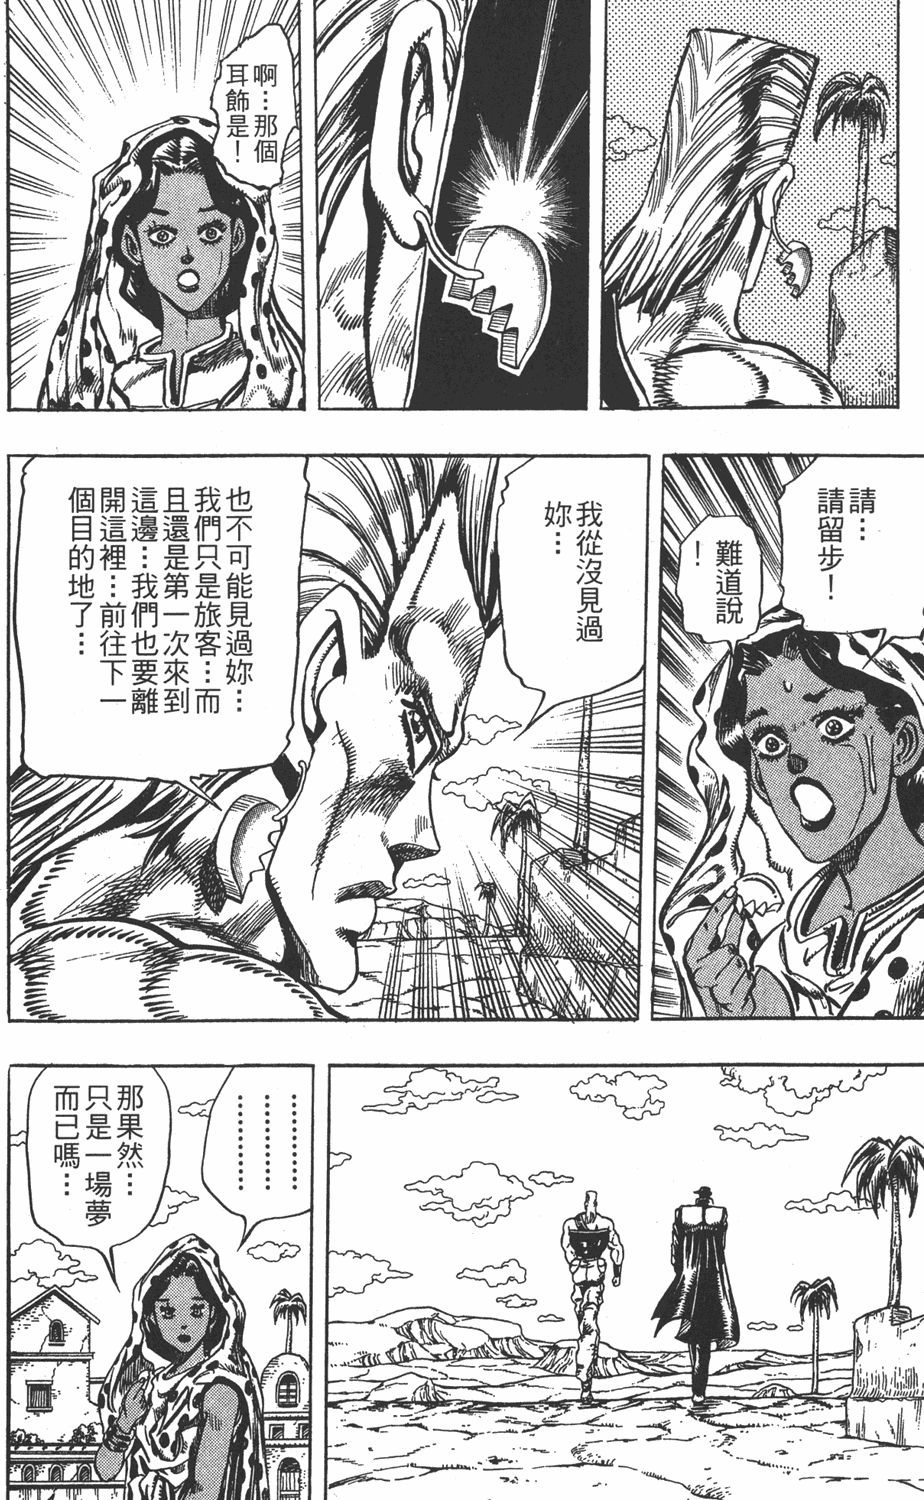 啊…那個
耳飾是！
請…
請留步！
難道說
！
我從沒見過
妳…
也不可能見過妳…
我們只是旅客…而
且還是第一次來到
這邊…我們也要離
開這裡…前往下一
個目的地了…
………
………
………
那果然…
只是一場夢
而已嗎…